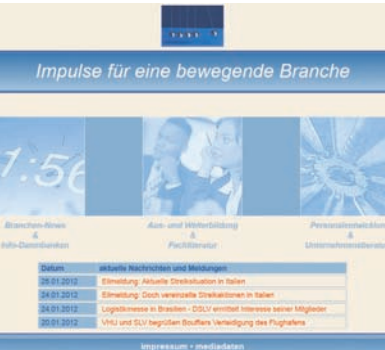 Impulse für eine bewegende Branche
1:56
Branchen-News
&
Info-Datenbanken
Aus- und Weiterbildung
&
Fachliteratur
Personalentwicklung
&
Unternehmensberatung
Datum aktuelle Nachrichten und Meldungen
25.01.2012 Eilmeldung: Aktuelle Streiksituation in Italien
24.01.2012 Eilmeldung: Doch vereinzelte Streikaktionen in Italien
24.01.2012 Logistikmesse in Brasilien - DSLV ermittelt Interesse seiner Mitglieder
20.01.2012 VHU und SLV begrüßen Bouffiers Verteidigung des Flughafens
impressum • mediadaten